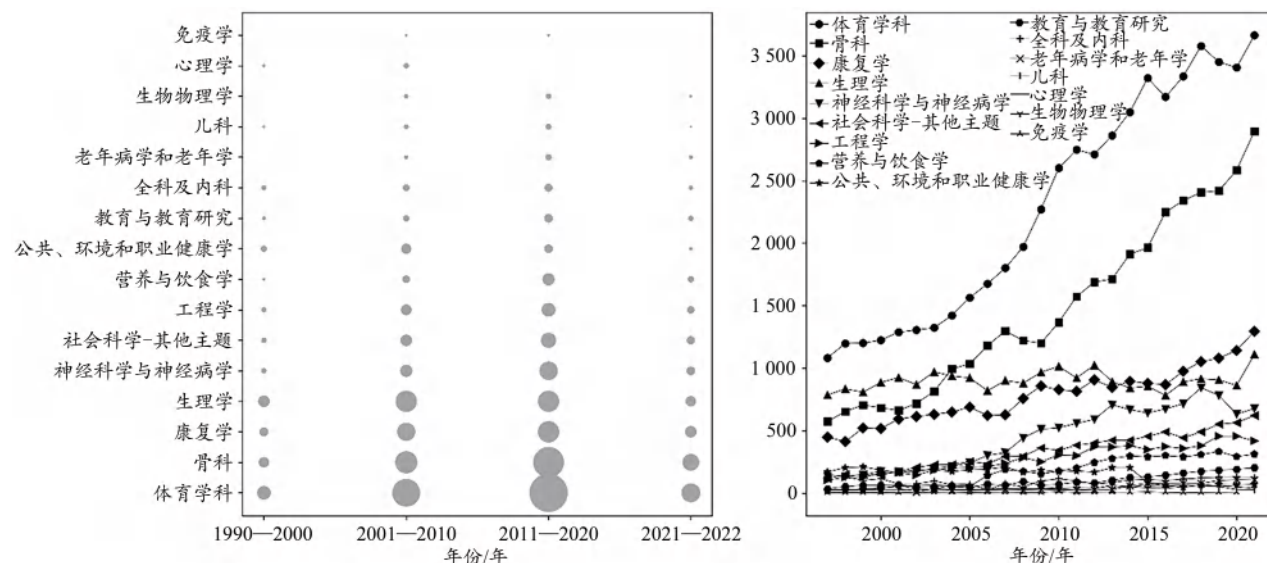 免疫学
心理学
生物物理学
儿科
老年病学和老年学
全科及内科
教育与教育研究
公共、环境和职业健康学
营养与饮食学
工程学
社会科学-其他主题
神经科学与神经病学
生理学
康复学
骨科
体育学科
1990—2000
2001—2010
2011—2020
2021—2022
年份/年
3 500
3 000
2 500
2 000
1 500
1 000
500
0
体育学科
骨科
康复学
生理学
神经科学与神经病学
社会科学-其他主题
工程学
营养与饮食学
公共、环境和职业健康学
教育与教育研究
全科及内科
老年病学和老年学
儿科
心理学
生物物理学
免疫学
2000
2005
2010
2015
2020
年份/年